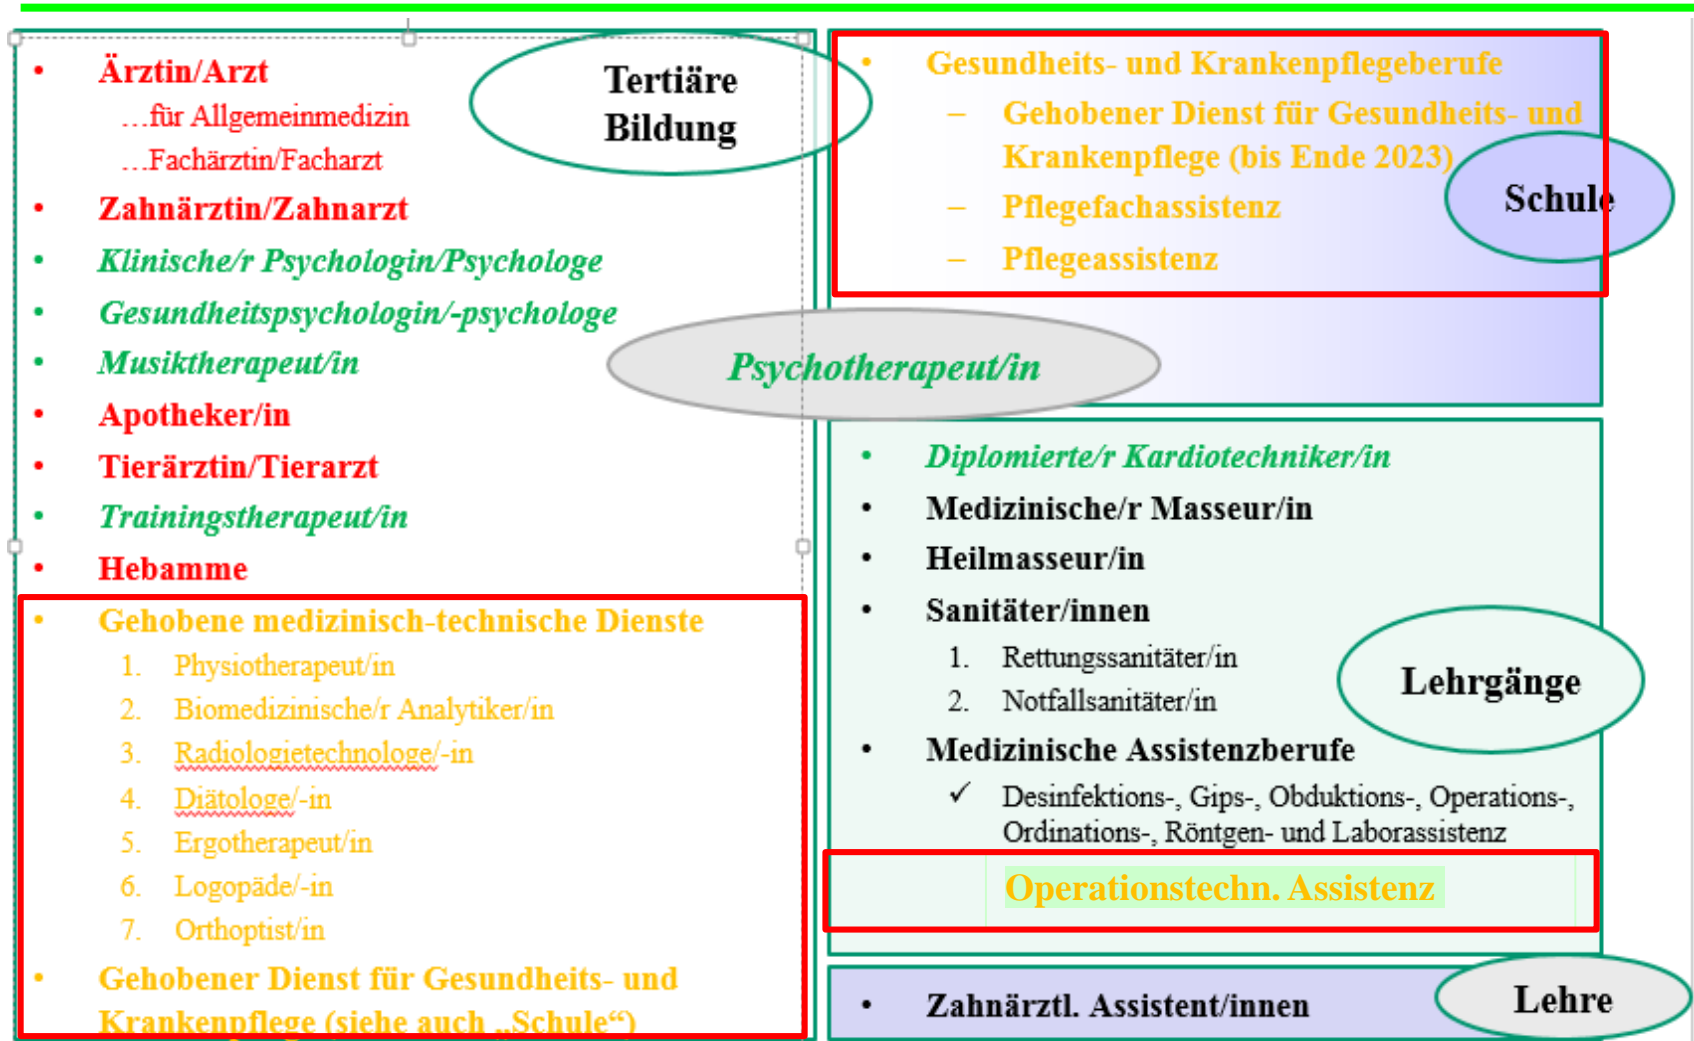 Tertiäre
Bildung
• Ärztin/Arzt
…für Allgemeinmedizin
…Fachärztin/Facharzt
• Zahnärztin/Zahnarzt
• Klinische/r Psychologin/Psychologe
• Gesundheitspsychologin/-psychologe
• Musiktherapeut/in
• Apotheker/in
• Tierärztin/Tierarzt
• Trainingstherapeut/in
• Hebamme
• Gehobene medizinisch-technische Dienste
1. Physiotherapeut/in
2. Biomedizinische/r Analytiker/in
3. Radiologietechnologe/-in
4. Diätologe/-in
5. Ergotherapeut/in
6. Logopäde/-in
7. Orthoptist/in
• Gehobener Dienst für Gesundheits- und
Krankenpflege (siehe auch „Schule“)
Psychotherapeut/in
Schule
• Gesundheits- und Krankenpflegeberufe
– Gehobener Dienst für Gesundheits- und
Krankenpflege (bis Ende 2023)
– Pflegefachassistenz
– Pflegeassistenz
Lehrgänge
• Diplomierte/r Kardiotechniker/in
• Medizinische/r Masseur/in
• Heilmasseur/in
• Sanitäter/innen
1. Rettungssanitäter/in
2. Notfallsanitäter/in
• Medizinische Assistenzberufe
✓ Desinfektions-, Gips-, Obduktions-, Operations-,
Ordinations-, Röntgen- und Laborassistenz
Operationstechn. Assistenz
Lehre
• Zahnärztl. Assistent/innen